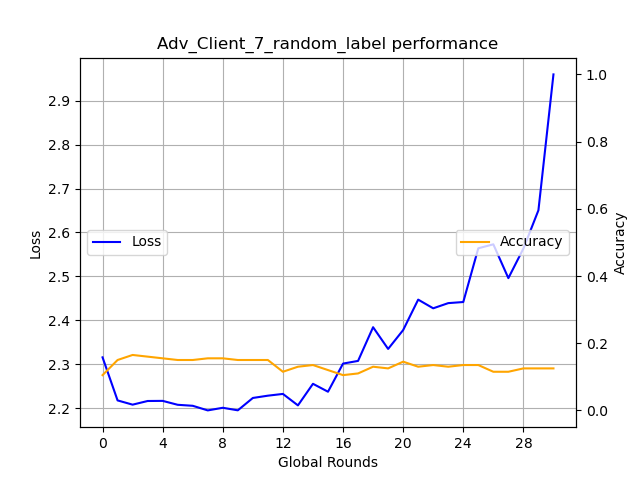 Adv_Client_7_random_label performance
2.9
2.8
2.7
2.6
2.5
2.4
2.3
2.2
Loss
Loss
Accuracy
1.0
0.8
0.6
0.4
0.2
0.0
Accuracy
0 4 8 12 16 20 24 28
Global Rounds